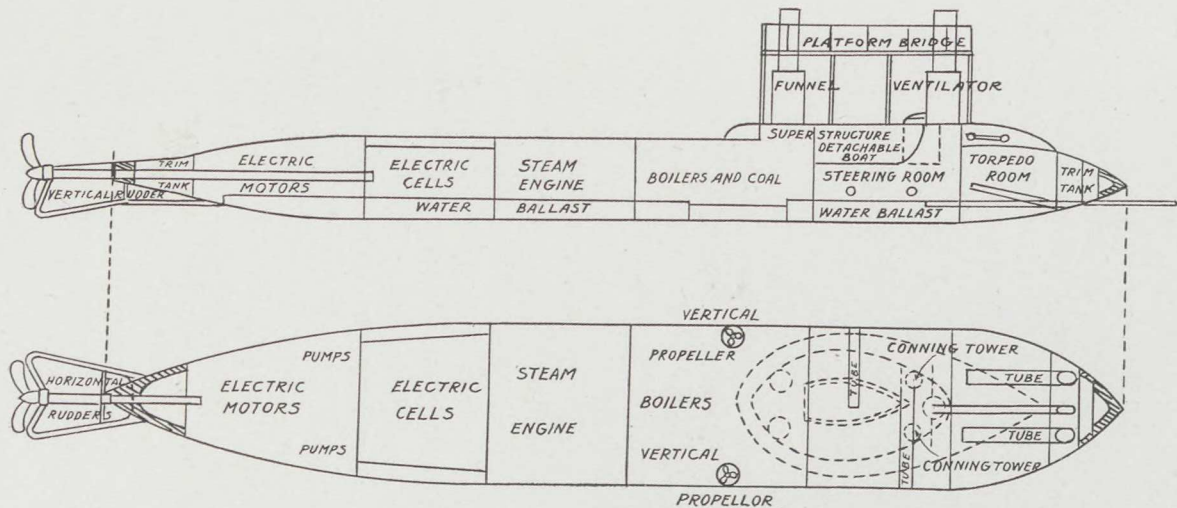 PLATFORM BRIDGE
FUNNEL
VENTILATOR
SUPER STRUCTURE
DETACHABLE
BOAT
TRIM
TANK
VERTICAL RUDDER
ELECTRIC
MOTORS
ELECTRIC
CELLS
STEAM
ENGINE
BOILERS AND COAL
STEERING ROOM
TORPEDO
ROOM
TRIM
TANK
WATER BALLAST
WATER BALLAST
VERTICAL
PROPELLER
CONNING TOWER
HORIZONTAL
RUDDERS
PUMPS
ELECTRIC
MOTORS
PUMPS
ELECTRIC
CELLS
STEAM
ENGINE
BOILERS
TUBE
TUBE
TUBE
TUBE
VERTICAL
PROPELLOR
CONNING TOWER